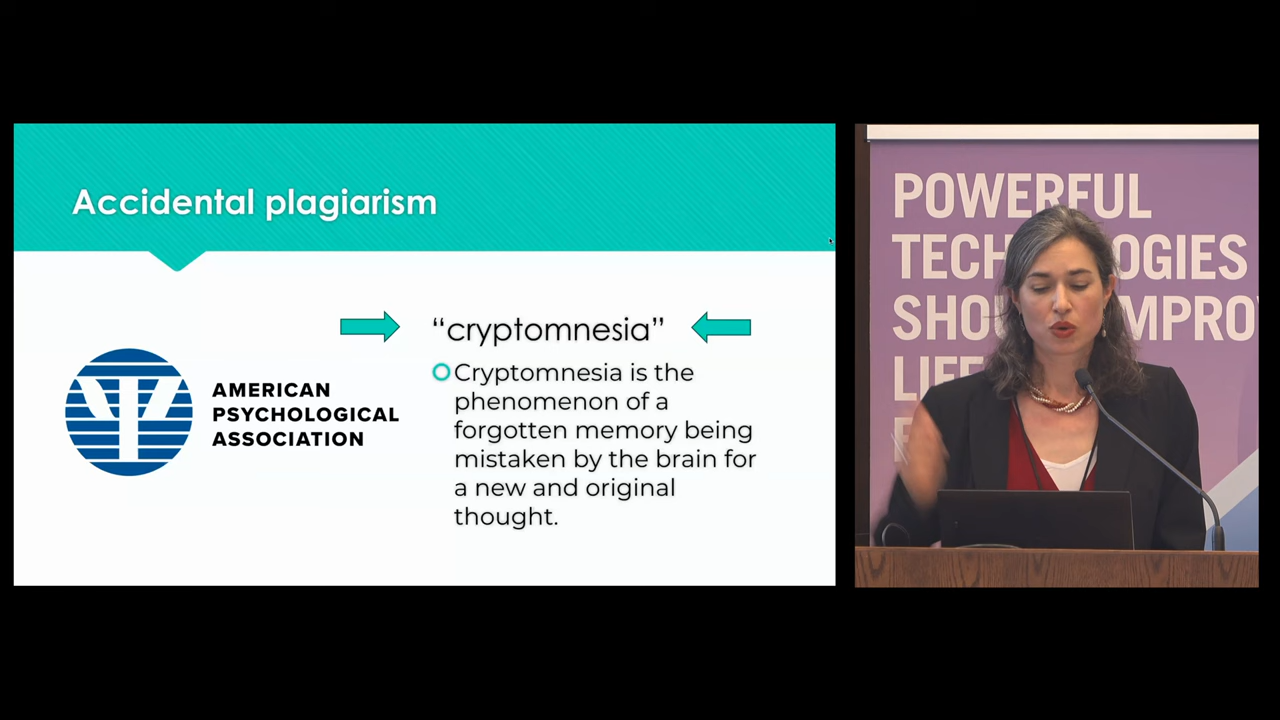 Accidental plagiarism
“cryptomnesia”
Cryptomnesia is the
phenomenon of a
forgotten memory being
mistaken by the brain for
a new and original
thought.
AMERICAN
PSYCHOLOGICAL
ASSOCIATION
POWERFUL
SHOU